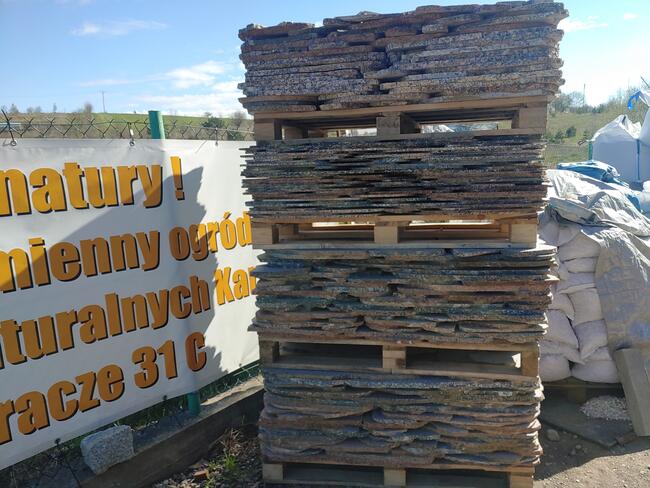 natury!
mienny ogród
turalnych Ka
racze 31 C